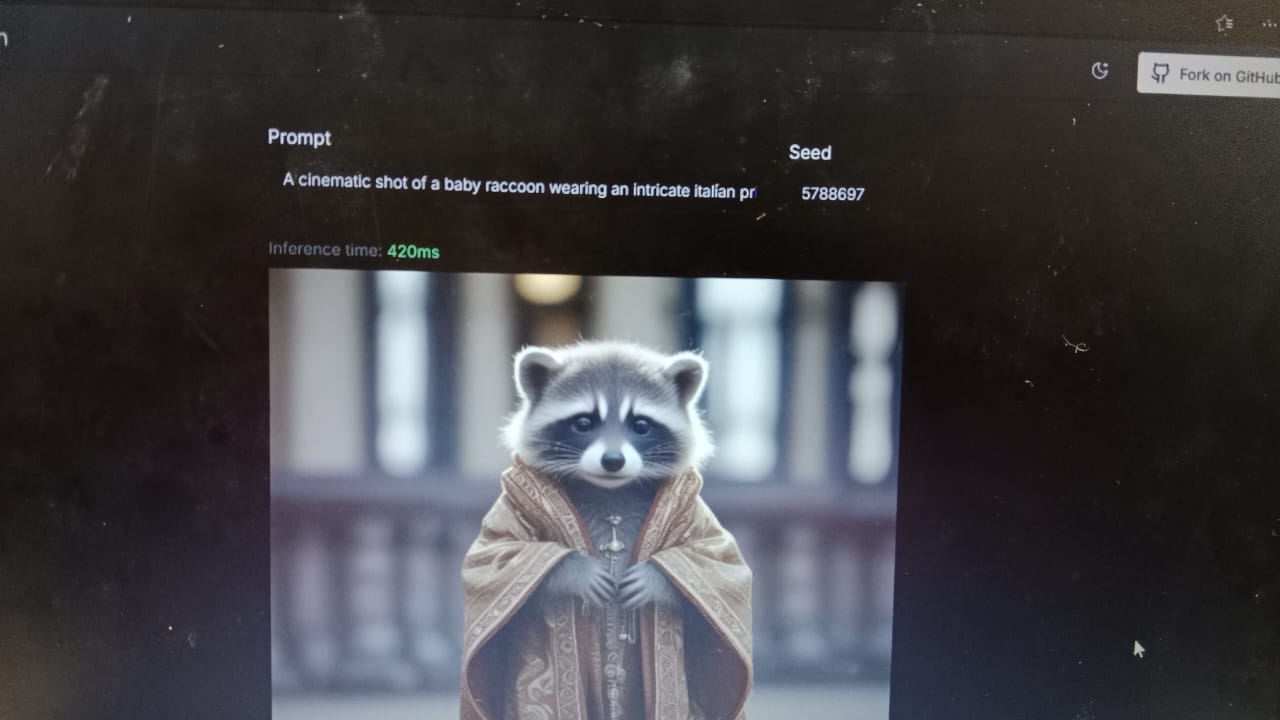 Fork on GitHub
Prompt
Seed
A cinematic shot of a baby raccoon wearing an intricate italian pr
5788697
Inference time: 420ms